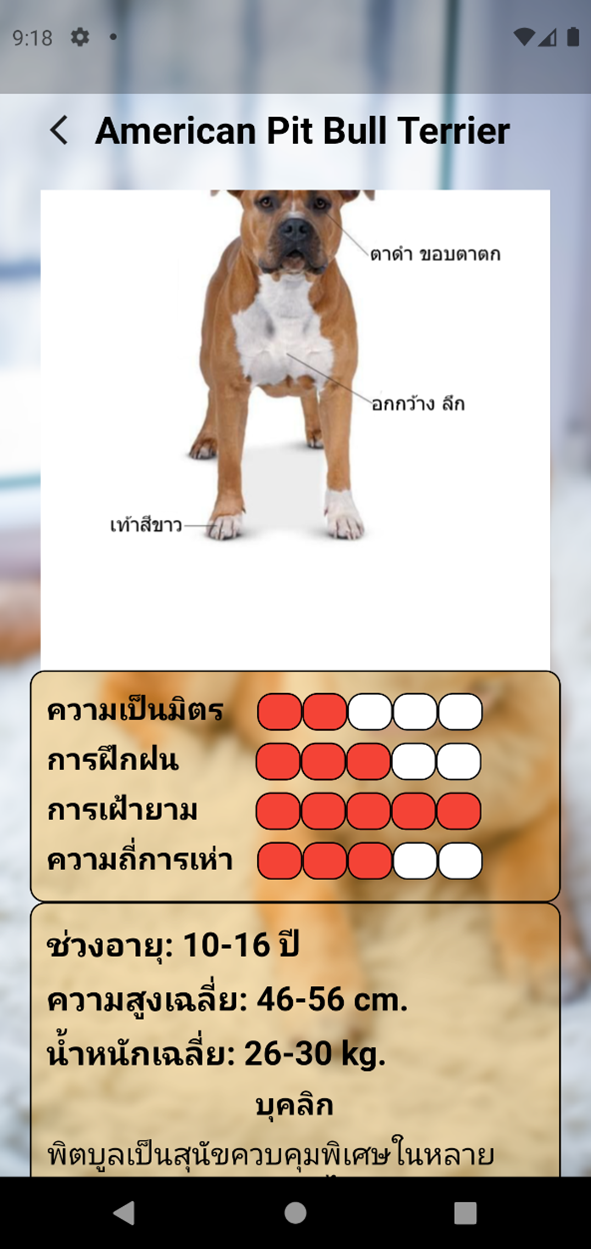 9:18
American Pit Bull Terrier
ตาดำ ขอบตาตก
อกกว้าง ลึก
เท้าสีขาว
ความเป็นมิตร
การฝึกฝน
การเฝ้ายาม
ความถี่การเห่า
ช่วงอายุ: 10-16 ปี
ความสูงเฉลี่ย: 46-56 cm.
น้ำหนักเฉลี่ย: 26-30 kg.
บุคลิก
พิตบูลเป็นสุนัขควบคุมพิเศษในหลาย